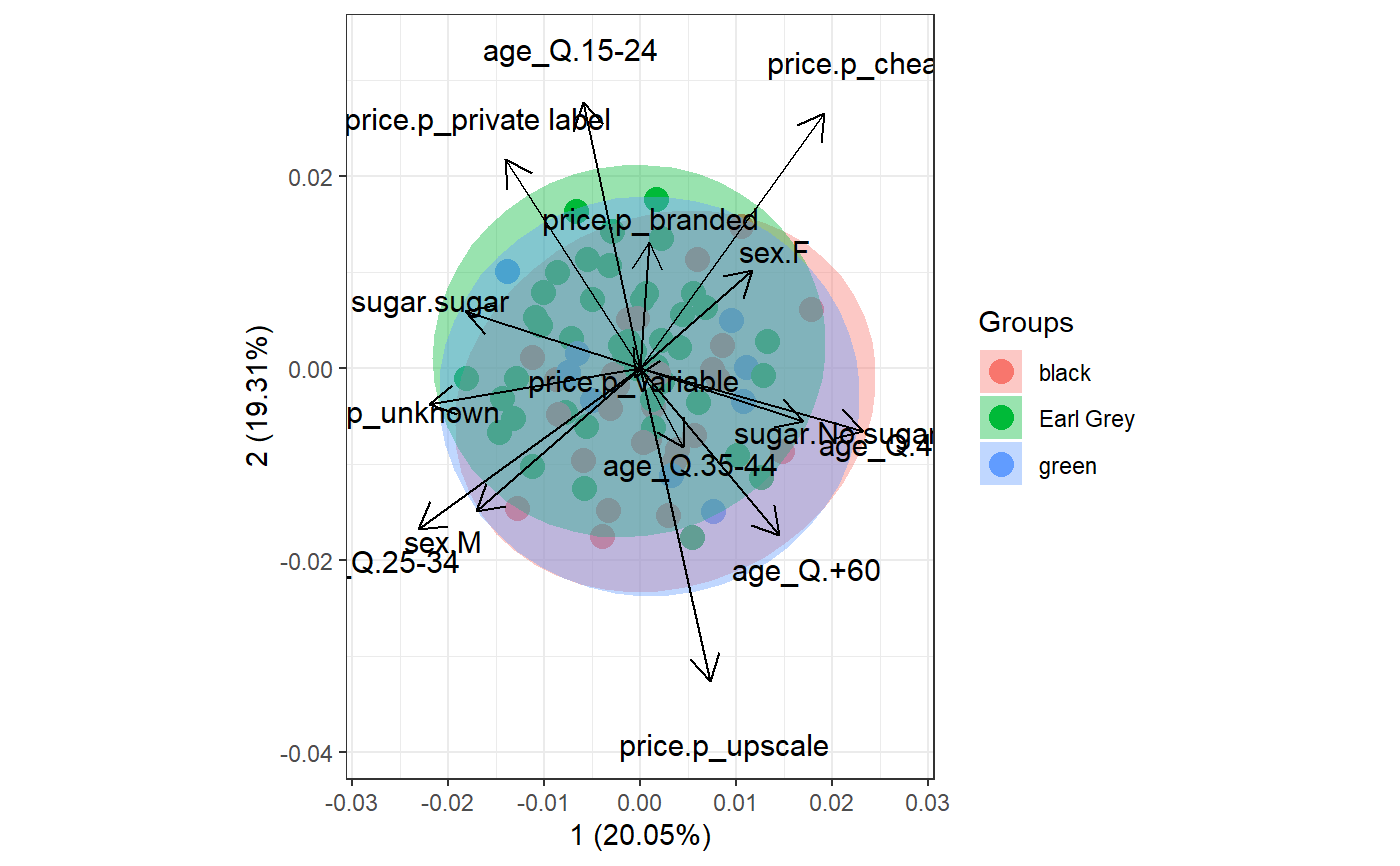 age_Q.15-24
price.p_chea
price.p_private label
0.02
price.p_branded
sex.F
sugar.sugar
Groups
black
Earl Grey
green
0.00
price.p_variable
p_unknown
sugar.No.sugar
age_Q.4
age_Q.35-44
sex.M
-0.02
_Q.25-34
age_Q.+60
price.p_upscale
-0.04
2 (19.31%)
-0.03 -0.02 -0.01 0.00 0.01 0.02 0.03
1 (20.05%)